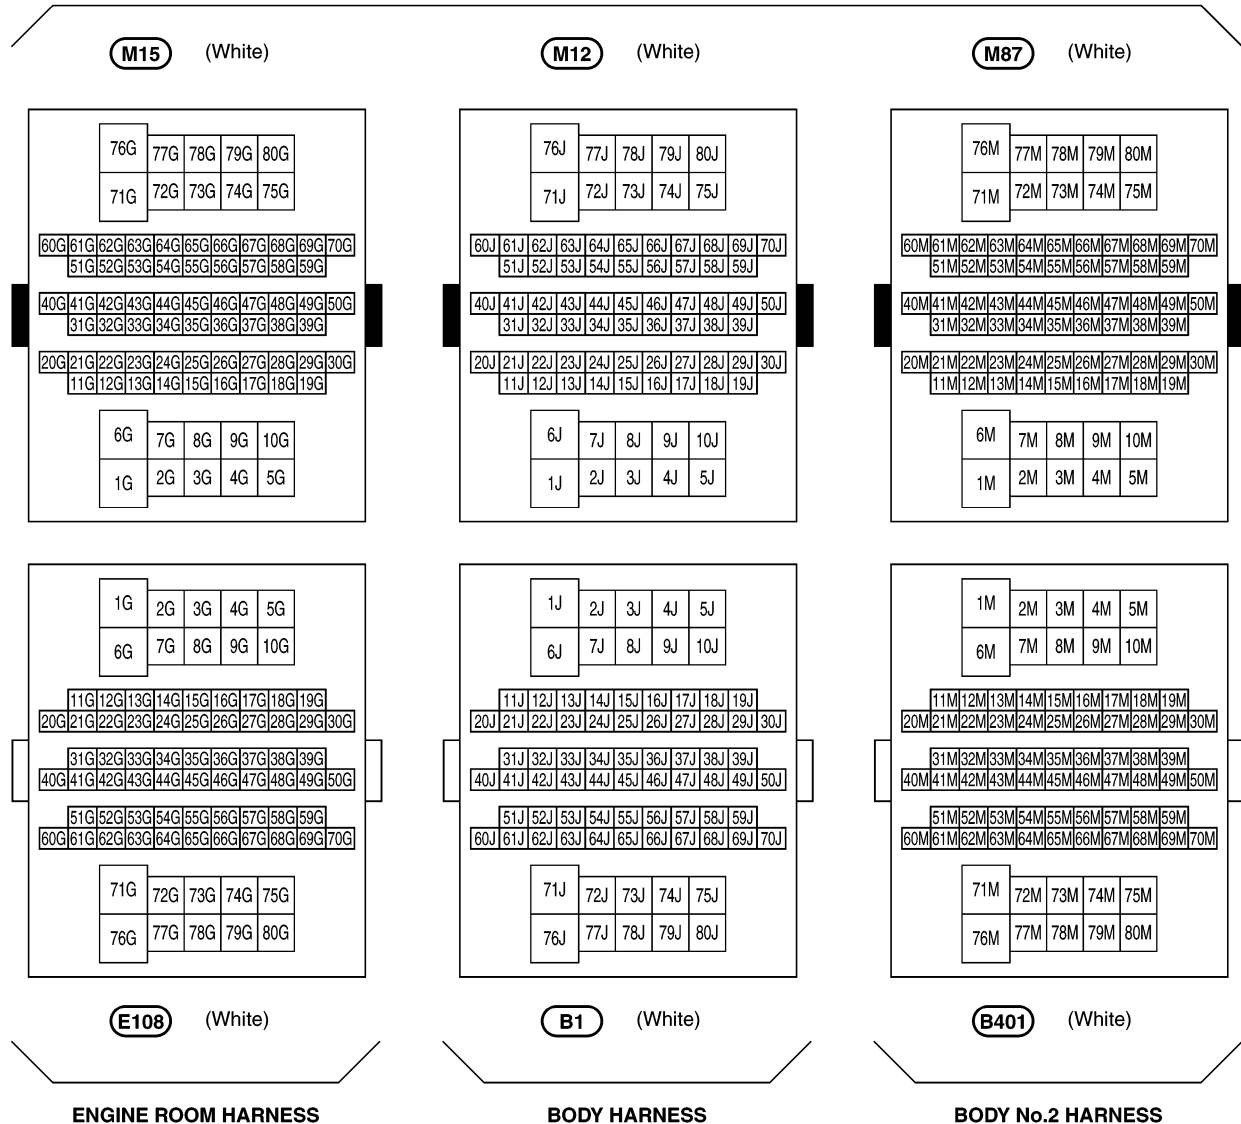 M15 (White) M12 (White) M87 (White)
76G 77G 78G 79G 80G 76J 77J 78J 79J 80J 76M 77M 78M 79M 80M
71G 72G 73G 74G 75G 71J 72J 73J 74J 75J 71M 72M 73M 74M 75M
60G 61G 62G 63G 64G 65G 66G 67G 68G 69G 70G 60J 61J 62J 63J 64J 65J 66J 67J 68J 69J 70J 60M 61M 62M 63M 64M 65M 66M 67M 68M 69M 70M
51G 52G 53G 54G 55G 56G 57G 58G 59G 51J 52J 53J 54J 55J 56J 57J 58J 59J 51M 52M 53M 54M 55M 56M 57M 58M 59M
40G 41G 42G 43G 44G 45G 46G 47G 48G 49G 50G 40J 41J 42J 43J 44J 45J 46J 47J 48J 49J 50J 40M 41M 42M 43M 44M 45M 46M 47M 48M 49M 50M
31G 32G 33G 34G 35G 36G 37G 38G 39G 31J 32J 33J 34J 35J 36J 37J 38J 39J 31M 32M 33M 34M 35M 36M 37M 38M 39M
20G 21G 22G 23G 24G 25G 26G 27G 28G 29G 30G 20J 21J 22J 23J 24J 25J 26J 27J 28J 29J 30J 20M 21M 22M 23M 24M 25M 26M 27M 28M 29M 30M
11G 12G 13G 14G 15G 16G 17G 18G 19G 11J 12J 13J 14J 15J 16J 17J 18J 19J 11M 12M 13M 14M 15M 16M 17M 18M 19M
6G 7G 8G 9G 10G 6J 7J 8J 9J 10J 6M 7M 8M 9M 10M
1G 2G 3G 4G 5G 1J 2J 3J 4J 5J 1M 2M 3M 4M 5M
1G 2G 3G 4G 5G 1J 2J 3J 4J 5J 1M 2M 3M 4M 5M
6G 7G 8G 9G 10G 6J 7J 8J 9J 10J 6M 7M 8M 9M 10M
11G 12G 13G 14G 15G 16G 17G 18G 19G 11J 12J 13J 14J 15J 16J 17J 18J 19J 11M 12M 13M 14M 15M 16M 17M 18M 19M
20G 21G 22G 23G 24G 25G 26G 27G 28G 29G 30G 20J 21J 22J 23J 24J 25J 26J 27J 28J 29J 30J 20M 21M 22M 23M 24M 25M 26M 27M 28M 29M 30M
31G 32G 33G 34G 35G 36G 37G 38G 39G 31J 32J 33J 34J 35J 36J 37J 38J 39J 31M 32M 33M 34M 35M 36M 37M 38M 39M
40G 41G 42G 43G 44G 45G 46G 47G 48G 49G 50G 40J 41J 42J 43J 44J 45J 46J 47J 48J 49J 50J 40M 41M 42M 43M 44M 45M 46M 47M 48M 49M 50M
51G 52G 53G 54G 55G 56G 57G 58G 59G 51J 52J 53J 54J 55J 56J 57J 58J 59J 51M 52M 53M 54M 55M 56M 57M 58M 59M
60G 61G 62G 63G 64G 65G 66G 67G 68G 69G 70G 60J 61J 62J 63J 64J 65J 66J 67J 68J 69J 70J 60M 61M 62M 63M 64M 65M 66M 67M 68M 69M 70M
71G 72G 73G 74G 75G 71J 72J 73J 74J 75J 71M 72M 73M 74M 75M
76G 77G 78G 79G 80G 76J 77J 78J 79J 80J 76M 77M 78M 79M 80M
E108 (White) B1 (White) B401 (White)
ENGINE ROOM HARNESS BODY HARNESS BODY No.2 HARNESS